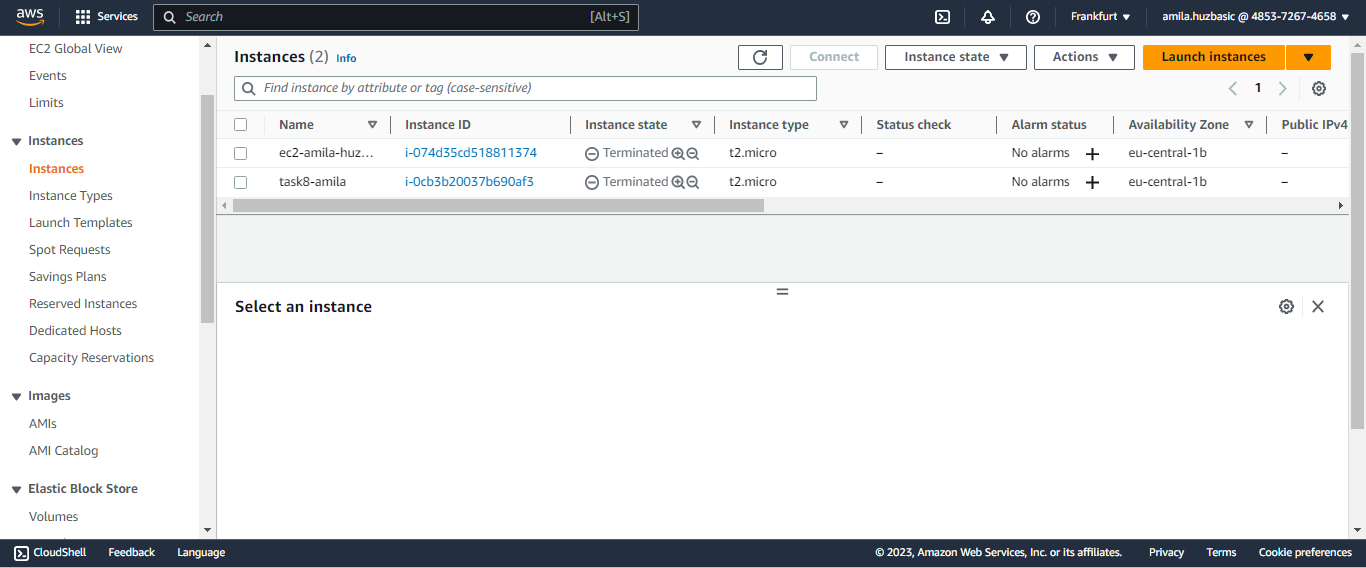 aws Services Search [Alt+S] Frankfurt amila.huzbasic @ 4853-7267-4658
EC2 Global View
Events
Limits
Instances
Instances
Instance Types
Launch Templates
Spot Requests
Savings Plans
Reserved Instances
Dedicated Hosts
Capacity Reservations
Images
AMIs
AMI Catalog
Elastic Block Store
Volumes
Instances (2) Info Connect Instance state Actions Launch instances
Find instance by attribute or tag (case-sensitive) 1
Name Instance ID Instance state Instance type Status check Alarm status Availability Zone Public IPv4
ec2-amila-huz... i-074d35cd518811374 Terminated t2.micro – No alarms + eu-central-1b –
task8-amila i-0cb3b20037b690af3 Terminated t2.micro – No alarms + eu-central-1b –
Select an instance
CloudShell Feedback Language © 2023, Amazon Web Services, Inc. or its affiliates. Privacy Terms Cookie preferences